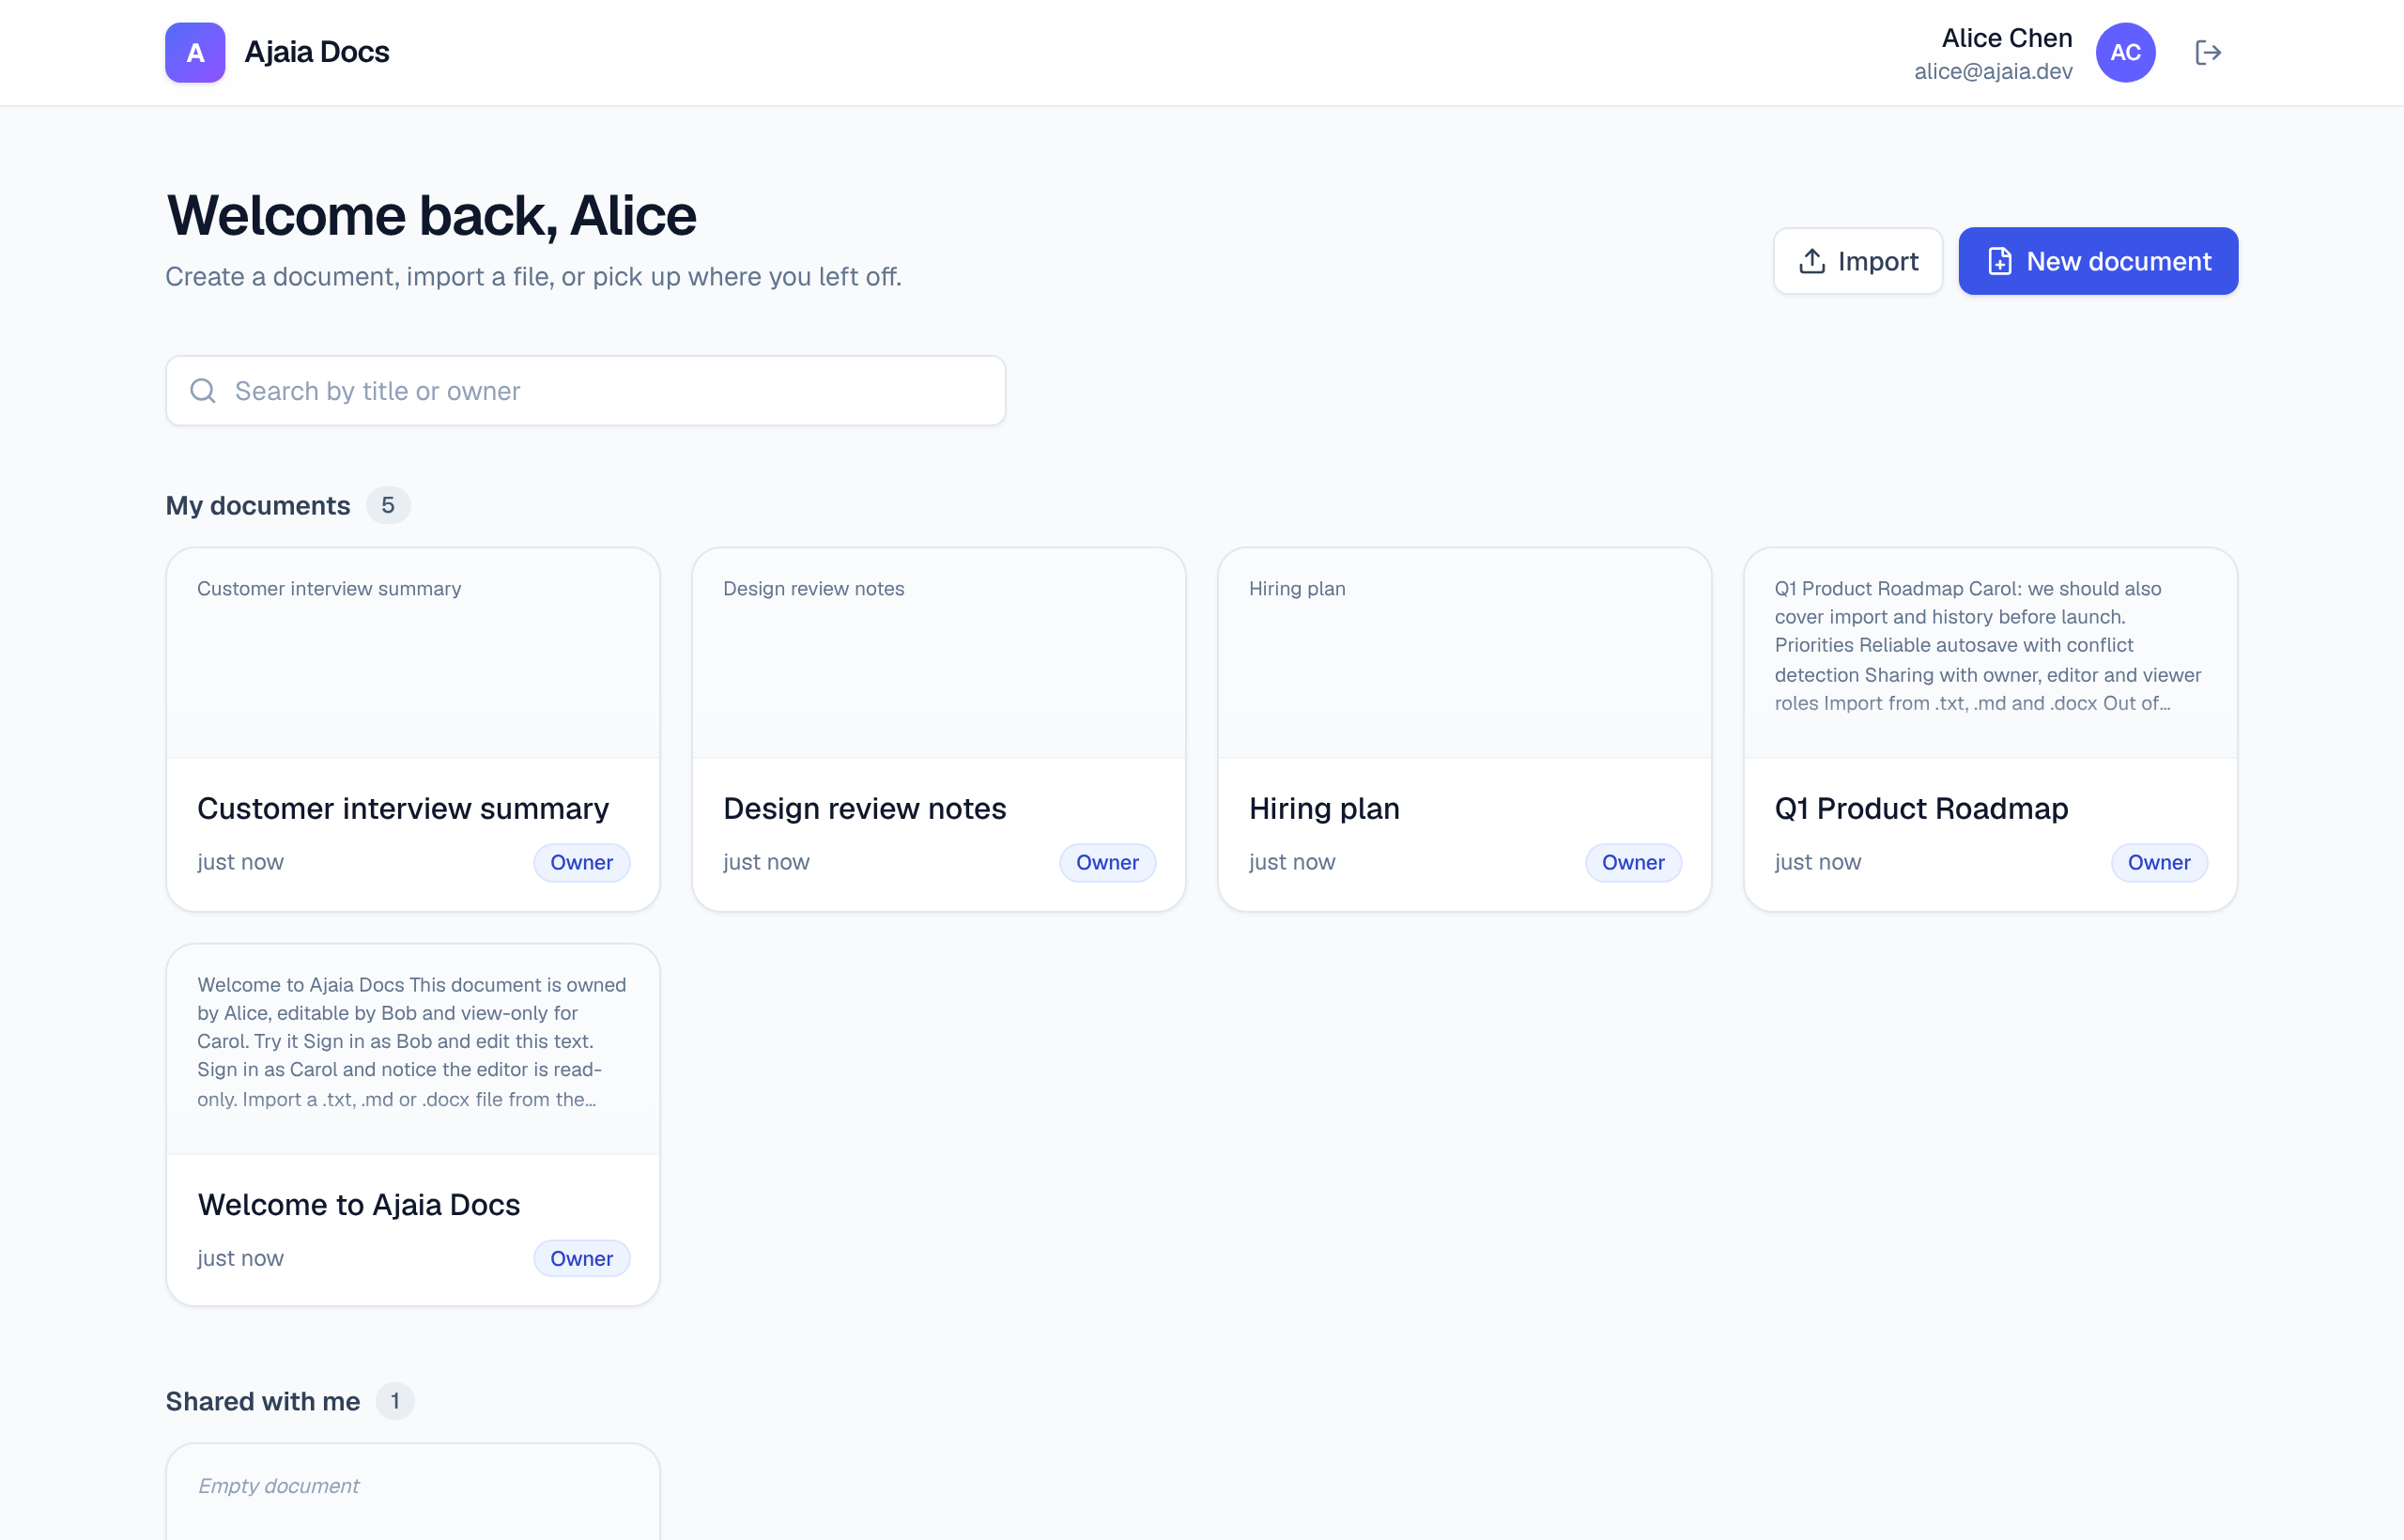 A
Ajaia Docs
Alice Chen
alice@ajaia.dev
AC
Welcome back, Alice
Create a document, import a file, or pick up where you left off.
Import
New document
Search by title or owner
My documents 5
Customer interview summary
Customer interview summary
just now
Owner
Design review notes
Design review notes
just now
Owner
Hiring plan
Hiring plan
just now
Owner
Q1 Product Roadmap Carol: we should also
cover import and history before launch.
Priorities Reliable autosave with conflict
detection Sharing with owner, editor and viewer
roles Import from .txt, .md and .docx Out of...
Q1 Product Roadmap
just now
Owner
Welcome to Ajaia Docs This document is owned
by Alice, editable by Bob and view-only for
Carol. Try it Sign in as Bob and edit this text.
Sign in as Carol and notice the editor is read-
only. Import a .txt, .md or .docx file from the...
Welcome to Ajaia Docs
just now
Owner
Shared with me 1
Empty document